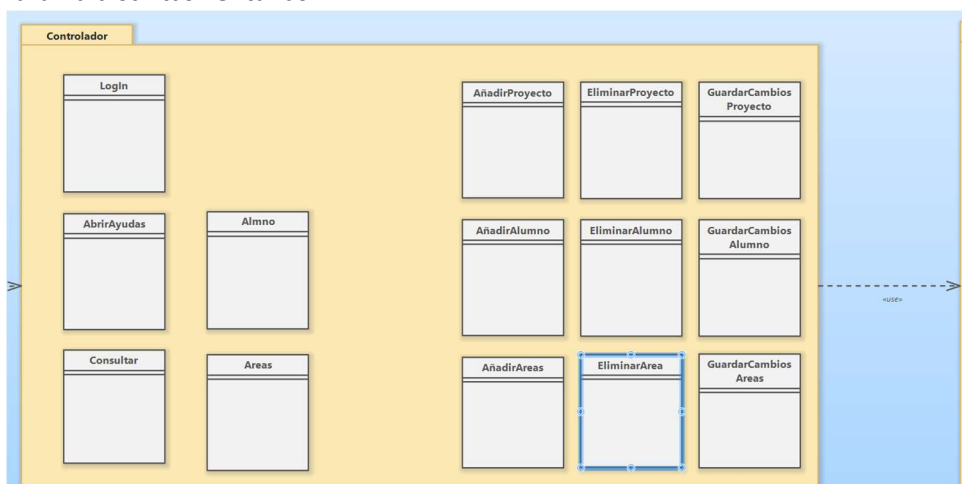 Controlador
LogIn
AñadirProyecto
EliminarProyecto
GuardarCambios
Proyecto
AbrirAyudas
Almno
AñadirAlumno
EliminarAlumno
GuardarCambios
Alumno
«use»
Consultar
Areas
AñadirAreas
EliminarArea
GuardarCambios
Areas